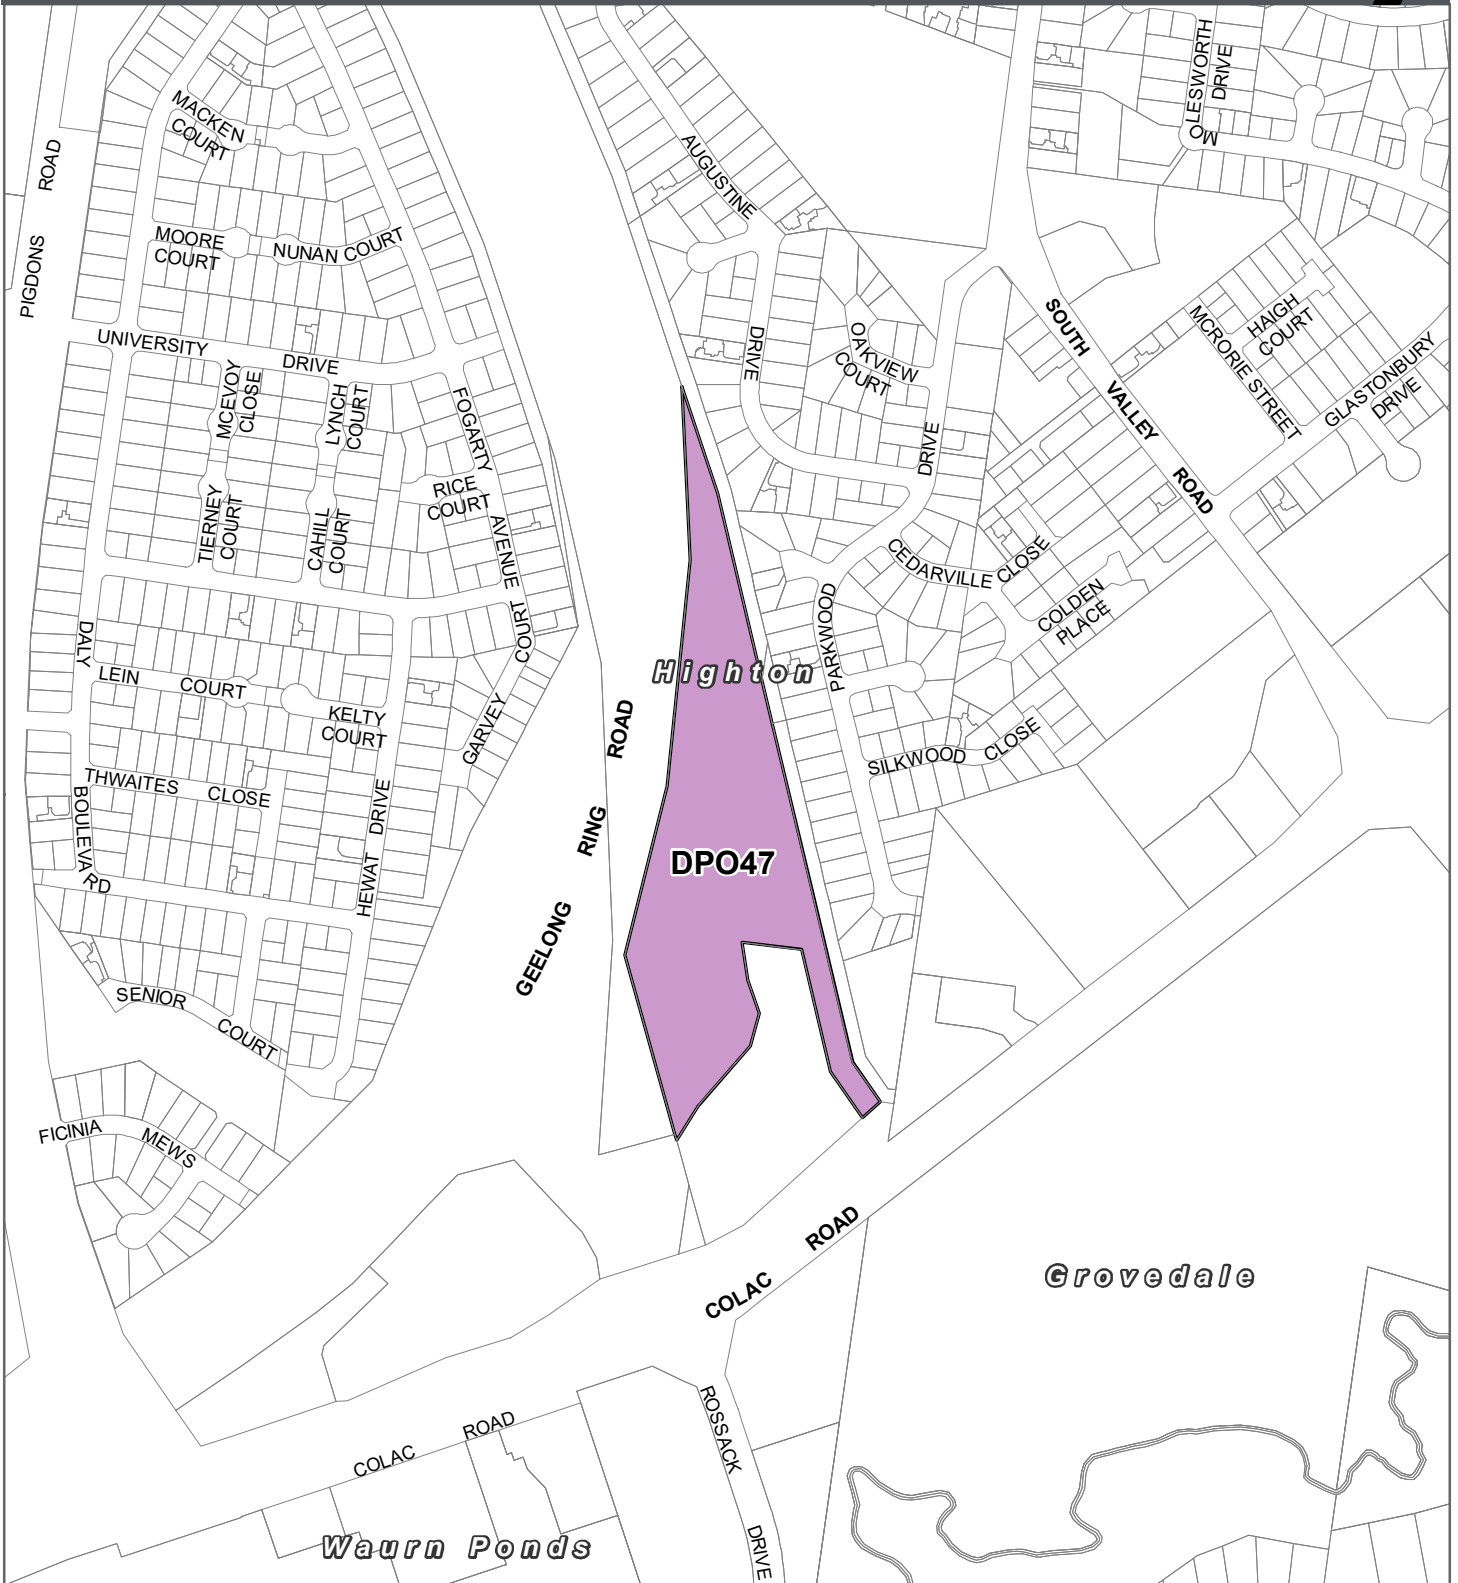 MOLESWORTH
DRIVE
MACKEN
COURT
AUGUSTINE
DRIVE
PIGDONS
ROAD
MOORE
COURT
NUNAN COURT
UNIVERSITY
DRIVE
MCEVOY
CLOSE
LYNCH
COURT
FOGARTY
AVENUE
RICE
COURT
TIERNEY
COURT
CAHILL
COURT
OAKVIEW
COURT
DRIVE
SOUTH
VALLEY
ROAD
MCRORIE STREET
HAIGH
COURT
GLASTONBURY
DRIVE
CEDARVILLE
CLOSE
COLDEN
PLACE
PARKWOOD
DALY
BOULEVARD
LEIN
COURT
KELTY
COURT
GARVEY
COURT
Highton
THWAITES
CLOSE
HEWAT
DRIVE
GEELONG
RING
ROAD
SILKWOOD
CLOSE
DPO47
SENIOR
COURT
FICINIA
MEWS
COLAC
ROAD
Grovedale
COLAC
ROAD
ROSSACK
DRIVE
Waurn Ponds